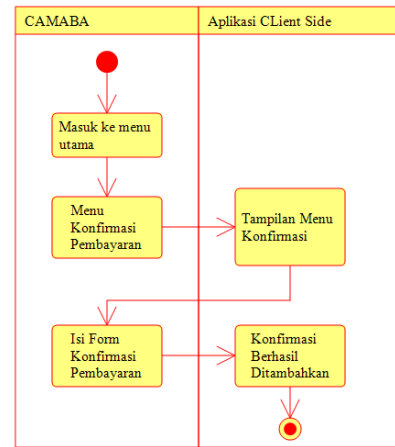 CAMABA
Aplikasi CLient Side
Masuk ke menu
utama
Menu
Konfirmasi
Pembayaran
Tampilan Menu
Konfirmasi
Isi Form
Konfirmasi
Pembayaran
Konfirmasi
Berhasil
Ditambahkan